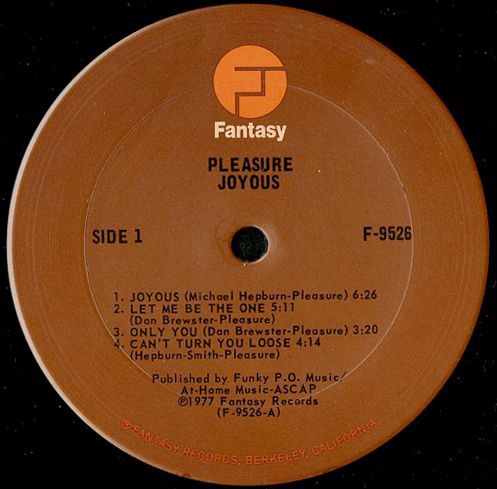 Fantasy
PLEASURE
JOYOUS
SIDE 1
F-9526
1. JOYOUS (Michael Hepburn-Pleasure) 6:26
2. LET ME BE THE ONE 5:11
(Dan Brewster-Pleasure)
3. ONLY YOU (Dan Brewster-Pleasure) 3:20
4. CAN'T TURN YOU LOOSE 4:14
(Hepburn-Smith-Pleasure)
Published by Funky P.O. Music/
At-Home Music-ASCAP
℗1977 Fantasy Records
(F-9526-A)
®FANTASY RECORDS, BERKELEY, CALIFORNIA